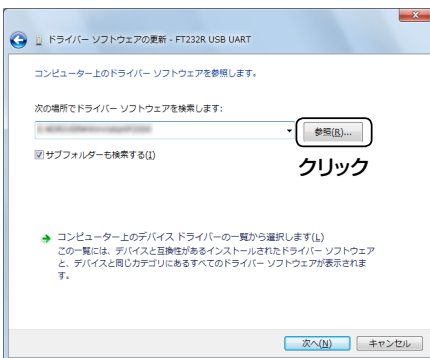 ドライバー ソフトウェアの更新 - FT232R USB UART
コンピューター上のドライバー ソフトウェアを参照します。
次の場所でドライバー ソフトウェアを検索します:
参照(R)...
サブフォルダーも検索する(I)
クリック
コンピューター上のデバイス ドライバーの一覧から選択します(L)
この一覧には、デバイスと互換性があるインストールされたドライバー ソフトウェア
と、デバイスと同じカテゴリにあるすべてのドライバー ソフトウェアが表示されま
す。
次へ(N)
キャンセル